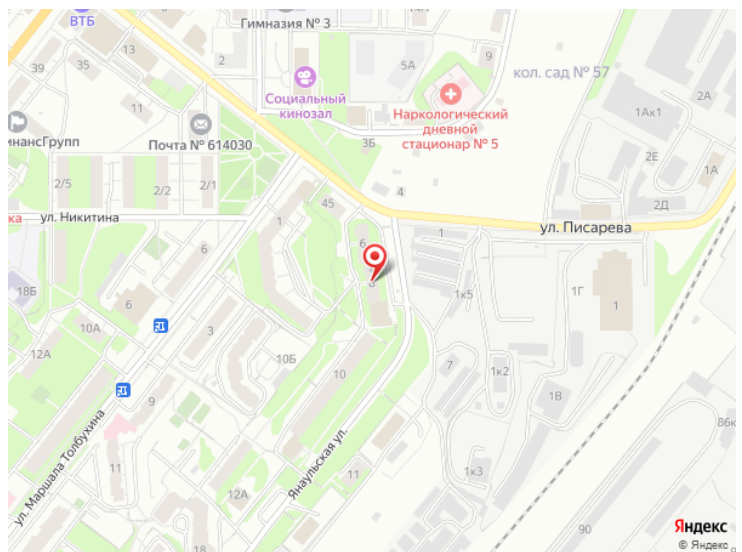 ВТБ
Гимназия № 3
13
2
9
39
35
5А
Социальный
кинозал
кол. сад № 57
Наркологический
дневной
стационар № 5
2А
1Ак1
11
инансГрупп
Почта № 614030
3Б
2Е
1А
2/5
2/2
2/1
4
2Д
45
ка
ул. Никитина
1
ул. Писарева
1
6
6
18Б
6
1к5
1Г
1
10А
3
12А
10Б
7
10
1к2
9
1В
ул. Маршала Толбухина
86к
Янаульская ул.
11
11
1к3
12А
18
90
Яндекс
© Яндекс